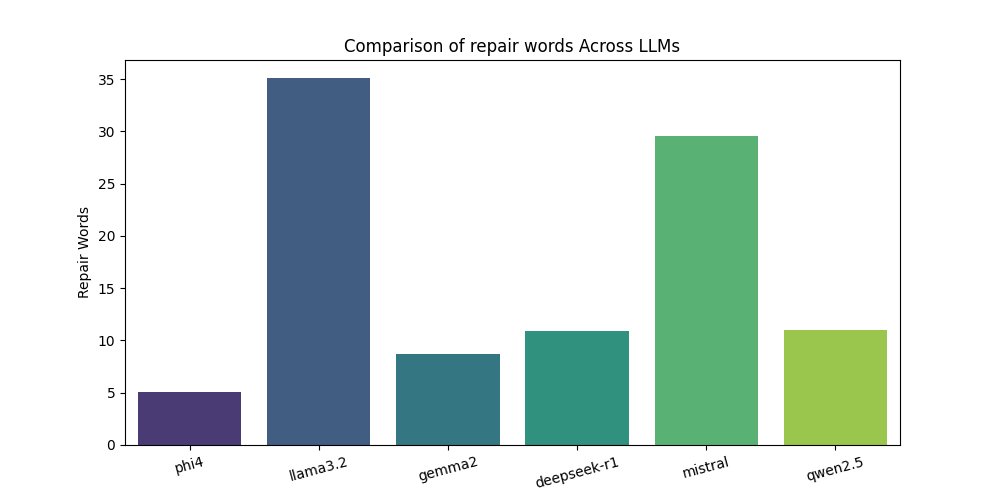 Comparison of repair words Across LLMs
Repair Words
35
30
25
20
15
10
5
0
phi4
llama3.2
gemma2
deepseek-r1
mistral
qwen2.5